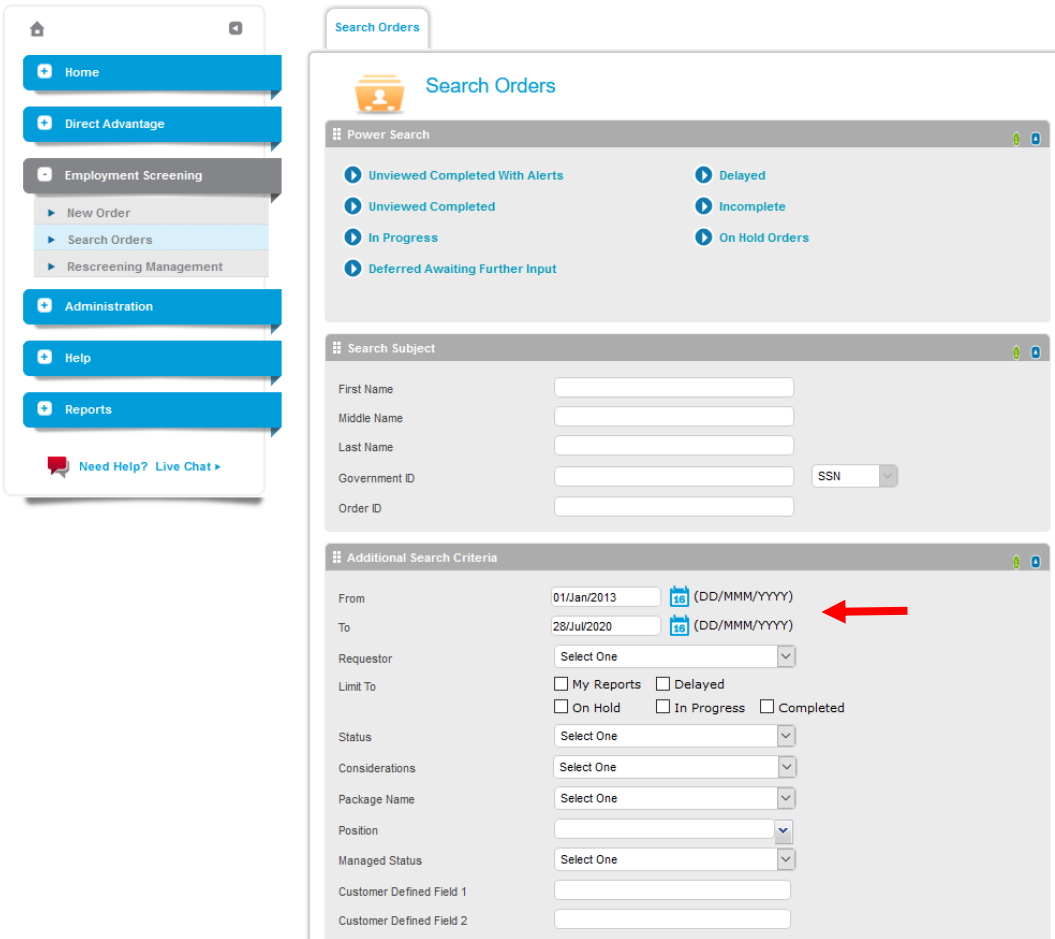 Home
Direct Advantage
Employment Screening
New Order
Search Orders
Rescreening Management
Administration
Help
Reports
Need Help? Live Chat
Search Orders
Search Orders
Power Search
Unviewed Completed With Alerts
Delayed
Unviewed Completed
Incomplete
In Progress
On Hold Orders
Deferred Awaiting Further Input
Search Subject
First Name
Middle Name
Last Name
Government ID SSN
Order ID
Additional Search Criteria
From 01/Jan/2013 16 (DD/MMM/YYYY)
To 28/Jul/2020 16 (DD/MMM/YYYY)
Requestor Select One
Limit To My Reports Delayed
On Hold In Progress Completed
Status Select One
Considerations Select One
Package Name Select One
Position
Managed Status Select One
Customer Defined Field 1
Customer Defined Field 2